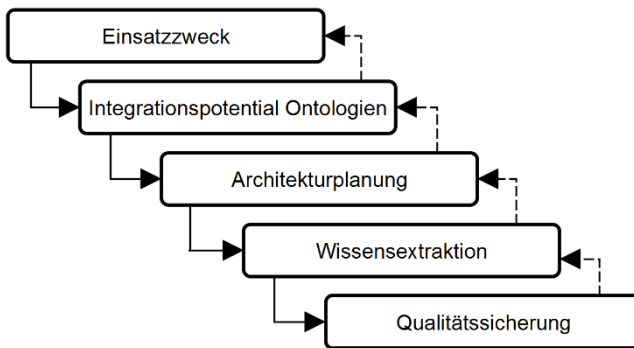 Einsatzzweck
Integrationspotential Ontologien
Architekturplanung
Wissensextraktion
Qualitätssicherung